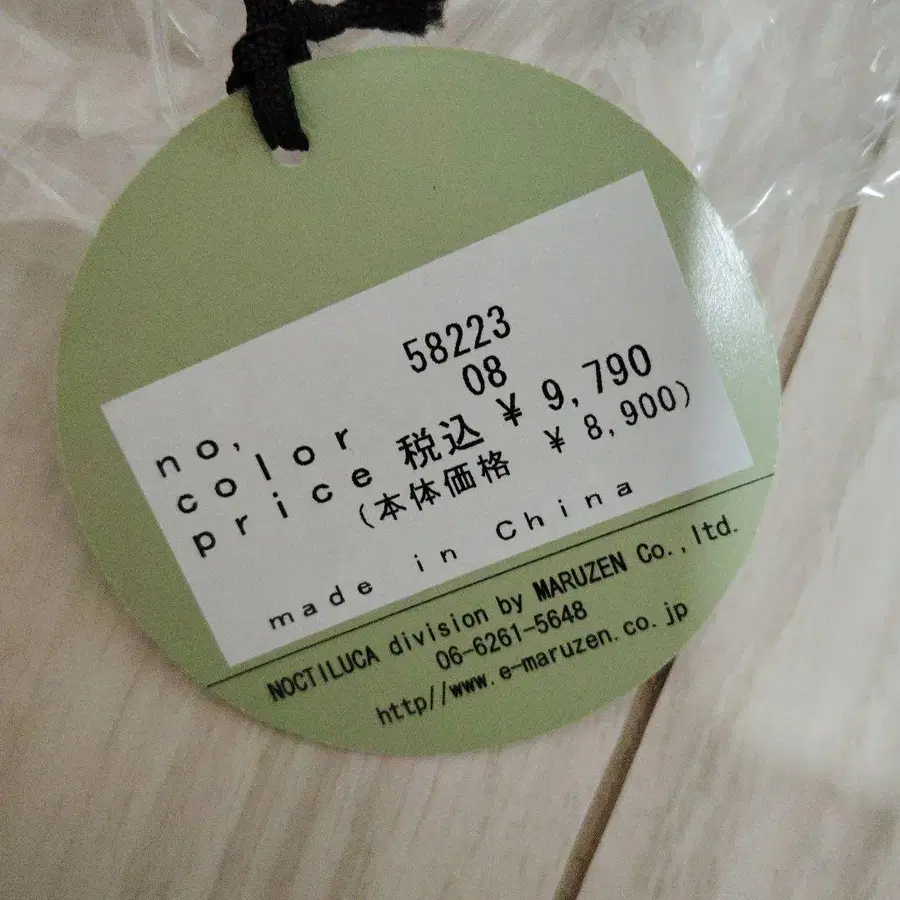 no, 58223
color 08
price 税込 ¥ 9,790
(本体価格 ¥ 8,900)
made in China
NOCTILUCA division by MARUZEN Co.,ltd.
06-6261-5648
http//www.e-maruzen.co.jp